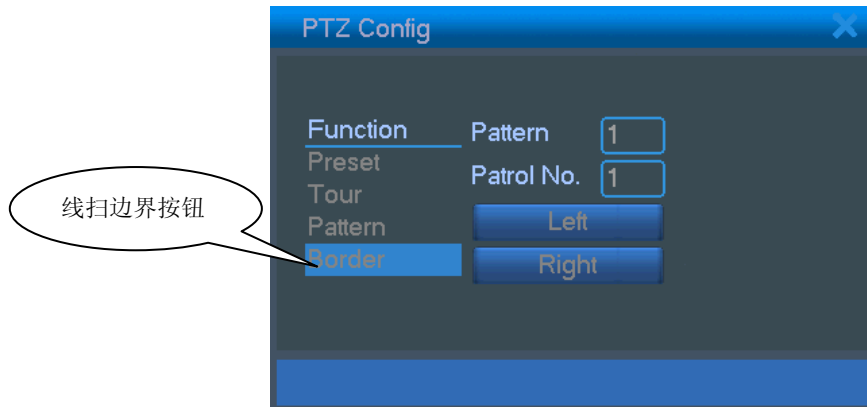 PTZ Config
Function
Preset
Tour
Pattern
Border
Pattern 1
Patrol No. 1
Left
Right
线扫边界按钮